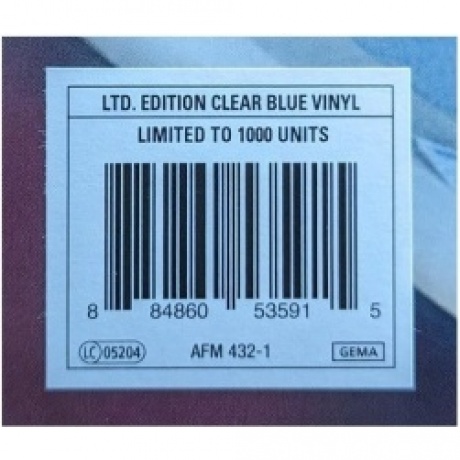 LTD. EDITION CLEAR BLUE VINYL
LIMITED TO 1000 UNITS
8 84860 53591 5
LC 05204 AFM 432-1 GEMA